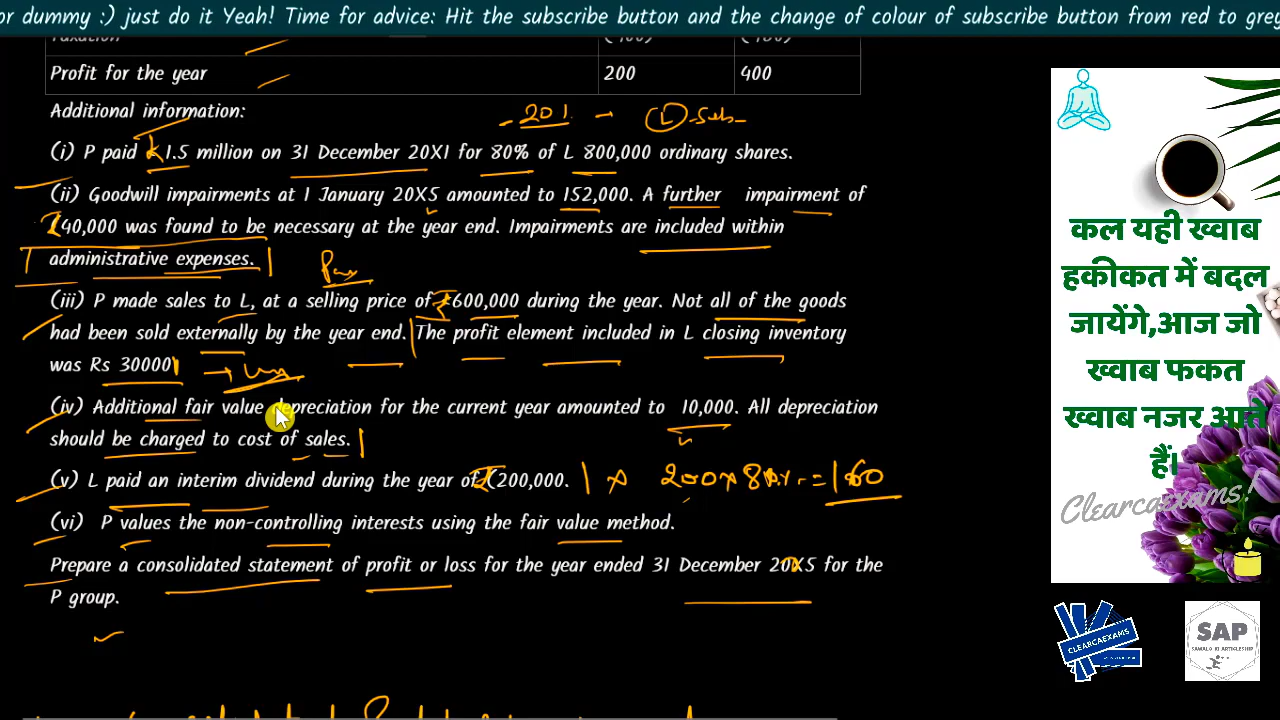 or dummy :) just do it Yeah! Time for advice: Hit the subscribe button and the change of colour of subscribe button from red to grey
Taxation
Profit for the year 200 400
Additional information:
20% → L Sub
(i) P paid 1.5 million on 31 December 20X1 for 80% of L 800,000 ordinary shares.
(ii) Goodwill impairments at 1 January 20X5 amounted to 152,000. A further impairment of
₹40,000 was found to be necessary at the year end. Impairments are included within
administrative expenses.
(iii) P made sales to L, at a selling price of ₹600,000 during the year. Not all of the goods
had been sold externally by the year end. The profit element included in L closing inventory
was Rs 30000
(iv) Additional fair value depreciation for the current year amounted to 10,000. All depreciation
should be charged to cost of sales.
(v) L paid an interim dividend during the year of ₹200,000. 200x80%=160
(vi) P values the non-controlling interests using the fair value method.
Prepare a consolidated statement of profit or loss for the year ended 31 December 20X5 for the
P group.
कल यही ख्वाब
हकीकत में बदल
जायेंगे,आज जो
ख्वाब फकत
ख्वाब नजर आते
हैं।
Clearcaexams!
CLEARCAEXAMS
SAP
SAWALO KI ARTICLESHIP